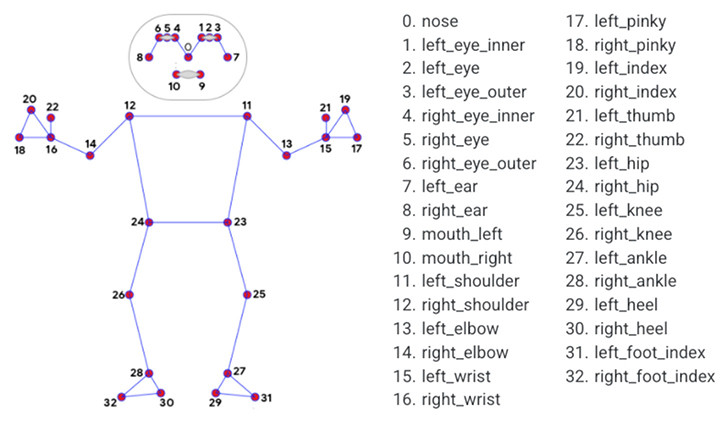 6 5 4 1 2 3
0
8 7
10 9
20 22 12 11 21 19
14 13
18 16 15 17
24 23
26 25
28 27
32 30 29 31
0. nose
1. left_eye_inner
2. left_eye
3. left_eye_outer
4. right_eye_inner
5. right_eye
6. right_eye_outer
7. left_ear
8. right_ear
9. mouth_left
10. mouth_right
11. left_shoulder
12. right_shoulder
13. left_elbow
14. right_elbow
15. left_wrist
16. right_wrist
17. left_pinky
18. right_pinky
19. left_index
20. right_index
21. left_thumb
22. right_thumb
23. left_hip
24. right_hip
25. left_knee
26. right_knee
27. left_ankle
28. right_ankle
29. left_heel
30. right_heel
31. left_foot_index
32. right_foot_index